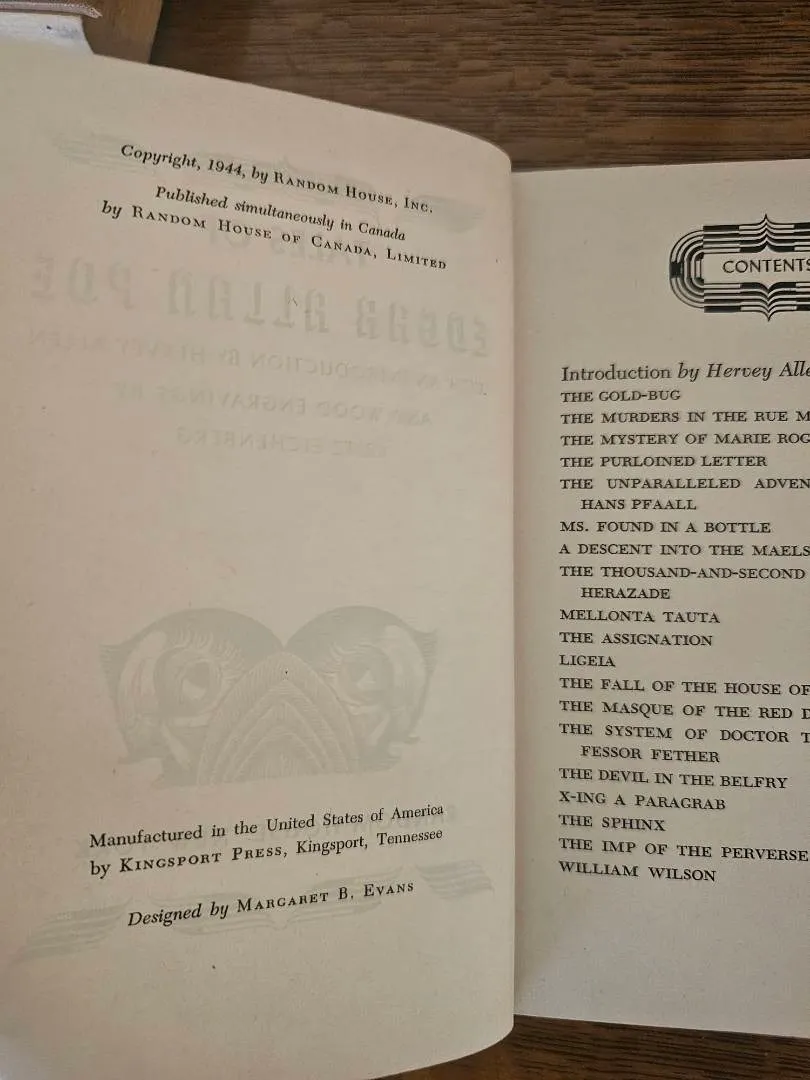 Copyright, 1944, by RANDOM HOUSE, INC.
Published simultaneously in Canada
by RANDOM HOUSE OF CANADA, LIMITED
Manufactured in the United States of America
by KINGSPORT PRESS, Kingsport, Tennessee
Designed by MARGARET B. EVANS
CONTENTS
Introduction by Hervey Alle
THE GOLD-BUG
THE MURDERS IN THE RUE M
THE MYSTERY OF MARIE ROG
THE PURLOINED LETTER
THE UNPARALLELED ADVEN
HANS PFAALL
MS. FOUND IN A BOTTLE
A DESCENT INTO THE MAELS
THE THOUSAND-AND-SECOND
HERAZADE
MELLONTA TAUTA
THE ASSIGNATION
LIGEIA
THE FALL OF THE HOUSE OF
THE MASQUE OF THE RED D
THE SYSTEM OF DOCTOR T
FESSOR FETHER
THE DEVIL IN THE BELFRY
X-ING A PARAGRAB
THE SPHINX
THE IMP OF THE PERVERSE
WILLIAM WILSON